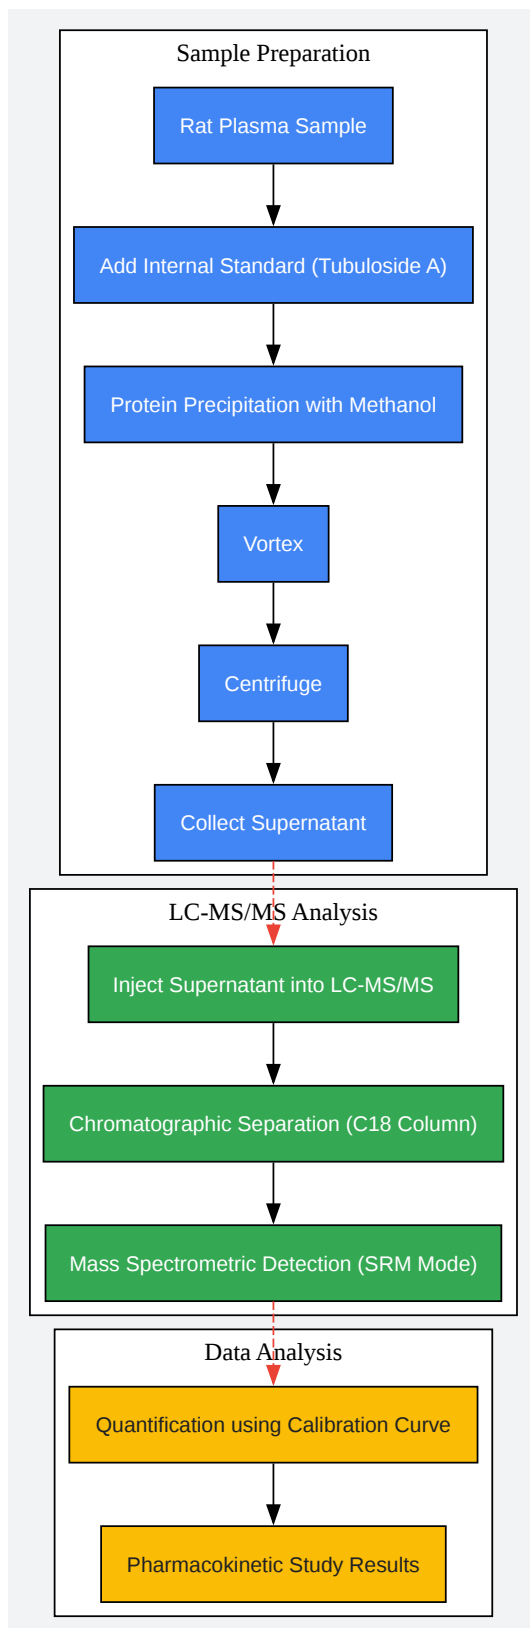 Sample Preparation
Rat Plasma Sample
Add Internal Standard (Tubuloside A)
Protein Precipitation with Methanol
Vortex
Centrifuge
Collect Supernatant
LC-MS/MS Analysis
Inject Supernatant into LC-MS/MS
Chromatographic Separation (C18 Column)
Mass Spectrometric Detection (SRM Mode)
Data Analysis
Quantification using Calibration Curve
Pharmacokinetic Study Results